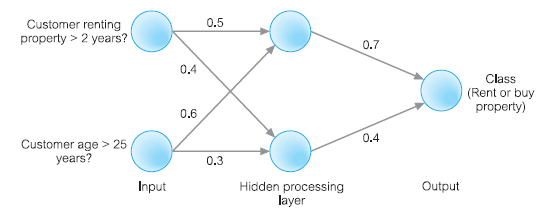 Customer renting
property > 2 years?
0.5
0.7
0.4
Class
(Rent or buy
property)
0.6
0.4
Customer age > 25
years?
0.3
Input
Hidden processing
layer
Output